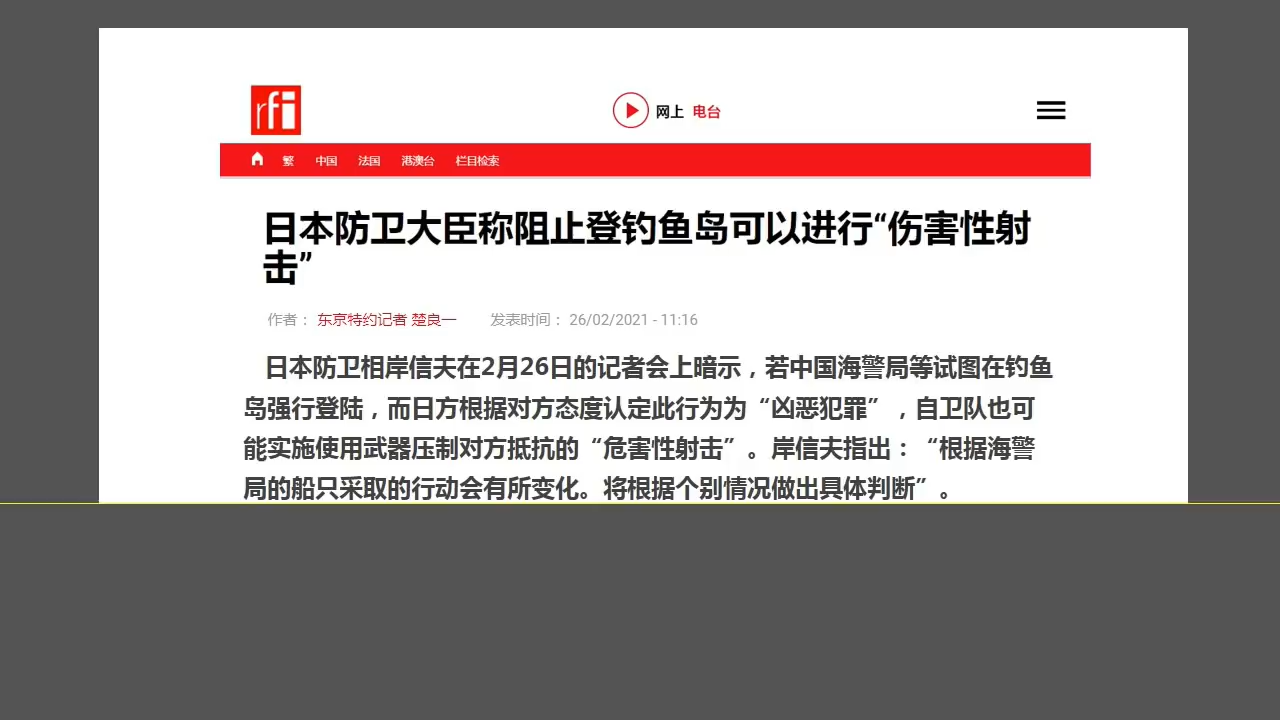 rfi
网上 电台
繁 中国 法国 港澳台 栏目检索
日本防卫大臣称阻止登钓鱼岛可以进行“伤害性射
击”
作者： 东京特约记者 楚良一 发表时间： 26/02/2021 - 11:16
日本防卫相岸信夫在2月26日的记者会上暗示，若中国海警局等试图在钓鱼
岛强行登陆，而日方根据对方态度认定此行为为“凶恶犯罪”，自卫队也可
能实施使用武器压制对方抵抗的“危害性射击”。岸信夫指出：“根据海警
局的船只采取的行动会有所变化。将根据个别情况做出具体判断”。